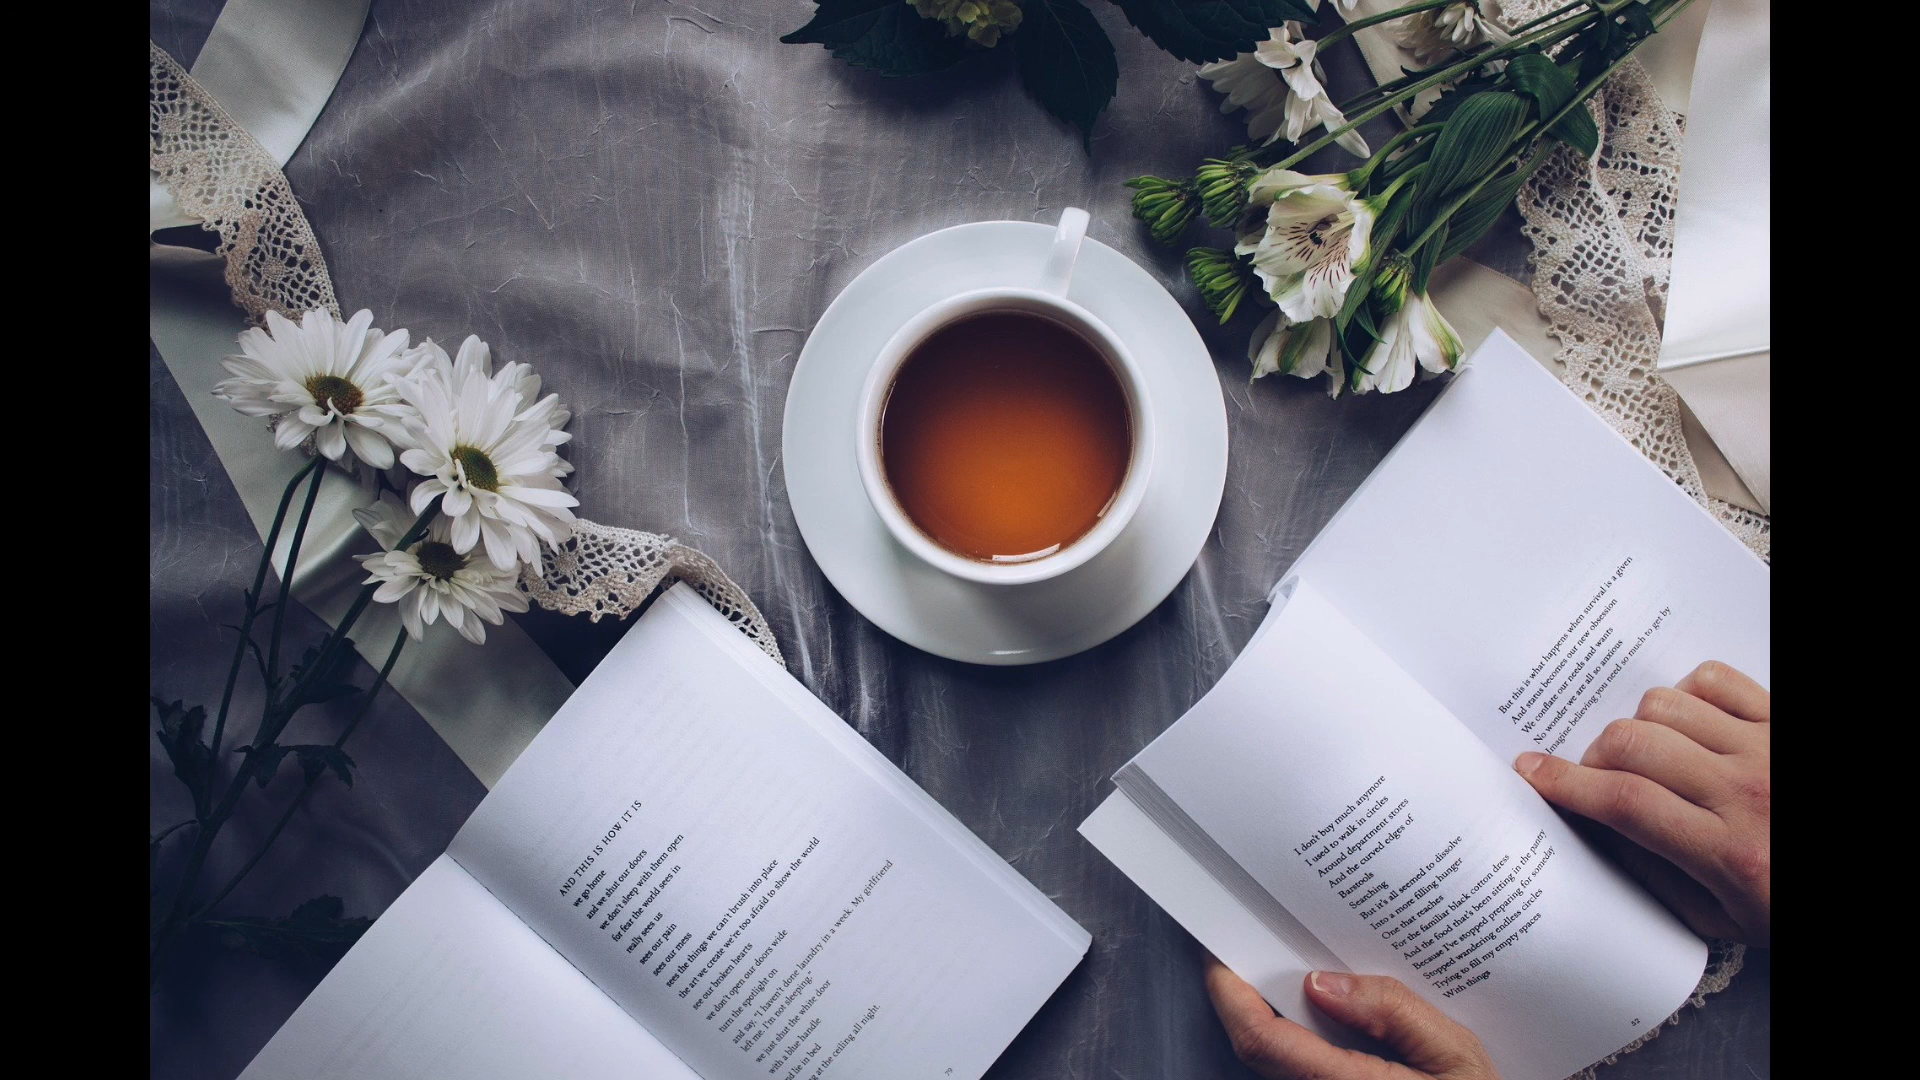 AND THIS IS HOW IT IS
we go home
and we shut our doors
we don't sleep with them open
for fear the world sees in
really sees us
sees our pain
sees our mess
sees the things we can't brush into place
the art we create we're too afraid to show the world
see our broken hearts
we don't open our doors wide
turn the spotlight on
and say, "I haven't done laundry in a week. My girlfriend
left me. I'm not sleeping."
we just shut the white door
with a blue handle
and lie in bed
at the ceiling all night.
79
I don't buy much anymore
I used to walk in circles
Around department stores
And the curved edges of
Barstools
Searching
But it's all seemed to dissolve
Into a more filling hunger
One that reaches
For the familiar black cotton dress
And the food that's been sitting in the pantry
Because I've stopped preparing for someday
Stopped wandering endless circles
Trying to fill my empty spaces
With things
52
But this is what happens when survival is a given
And status becomes our new obsession
We conflate our needs and wants
No wonder we are all so anxious
Imagine believing you need so much to get by